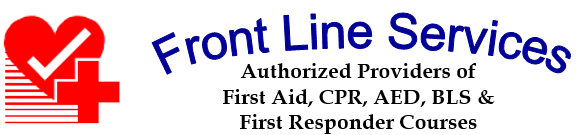 Front Line Services
Authorized Providers of
First Aid, CPR, AED, BLS &
First Responder Courses